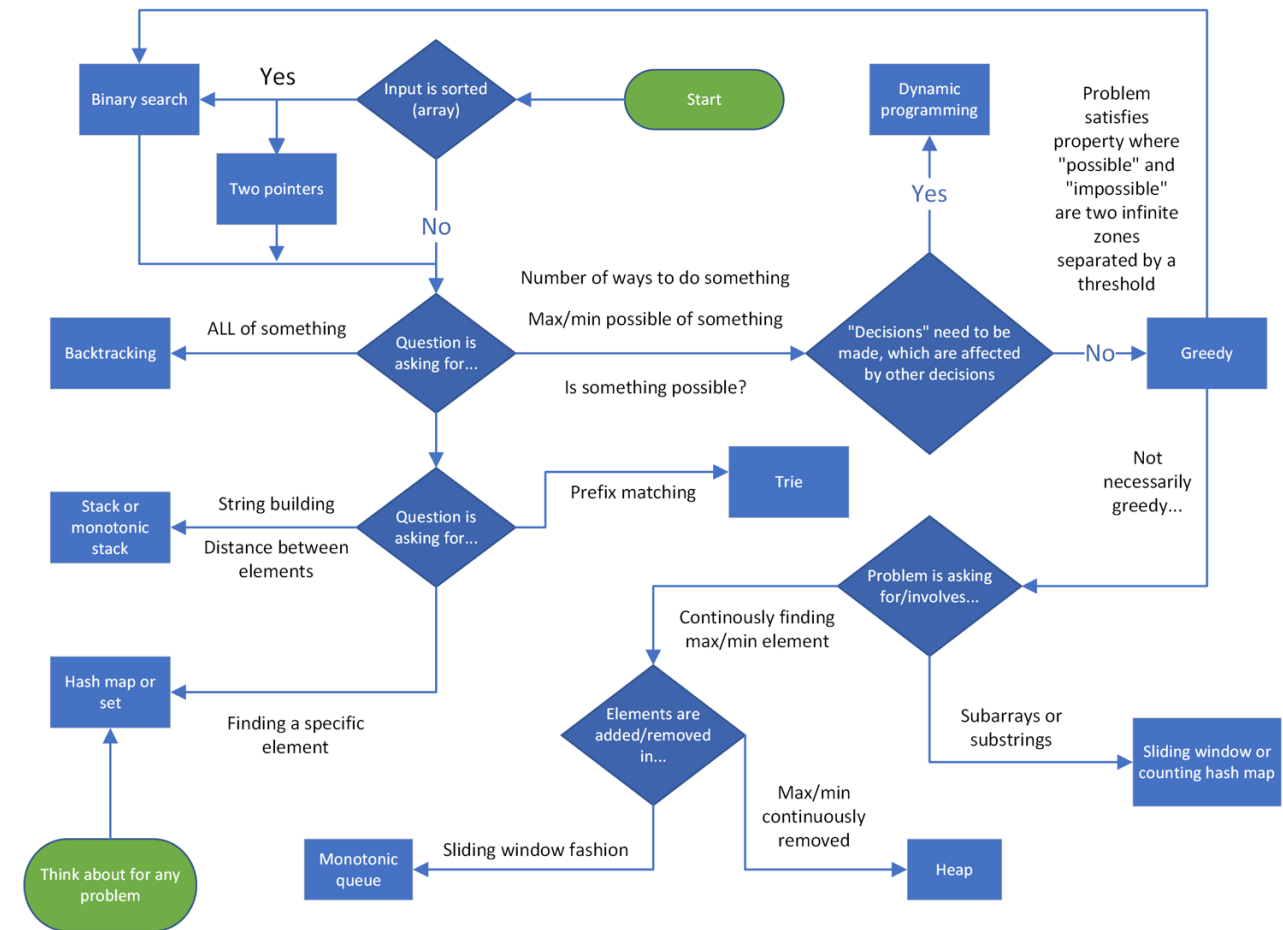 Yes
Binary search
Input is sorted
(array)
Start
Dynamic
programming
Problem
satisfies
property where
"possible" and
"impossible"
are two infinite
zones
separated by a
threshold
Two pointers
No
Yes
Number of ways to do something
Max/min possible of something
Is something possible?
ALL of something
Backtracking
Question is
asking for...
"Decisions" need to be
made, which are affected
by other decisions
No
Greedy
Not
necessarily
greedy...
Stack or
monotonic
stack
String building
Distance between
elements
Question is
asking for...
Prefix matching
Trie
Problem is asking
for/involves...
Continously finding
max/min element
Hash map or
set
Finding a specific
element
Elements are
added/removed
in...
Subarrays or
substrings
Sliding window or
counting hash map
Max/min
continuously
removed
Think about for any
problem
Monotonic
queue
Sliding window fashion
Heap